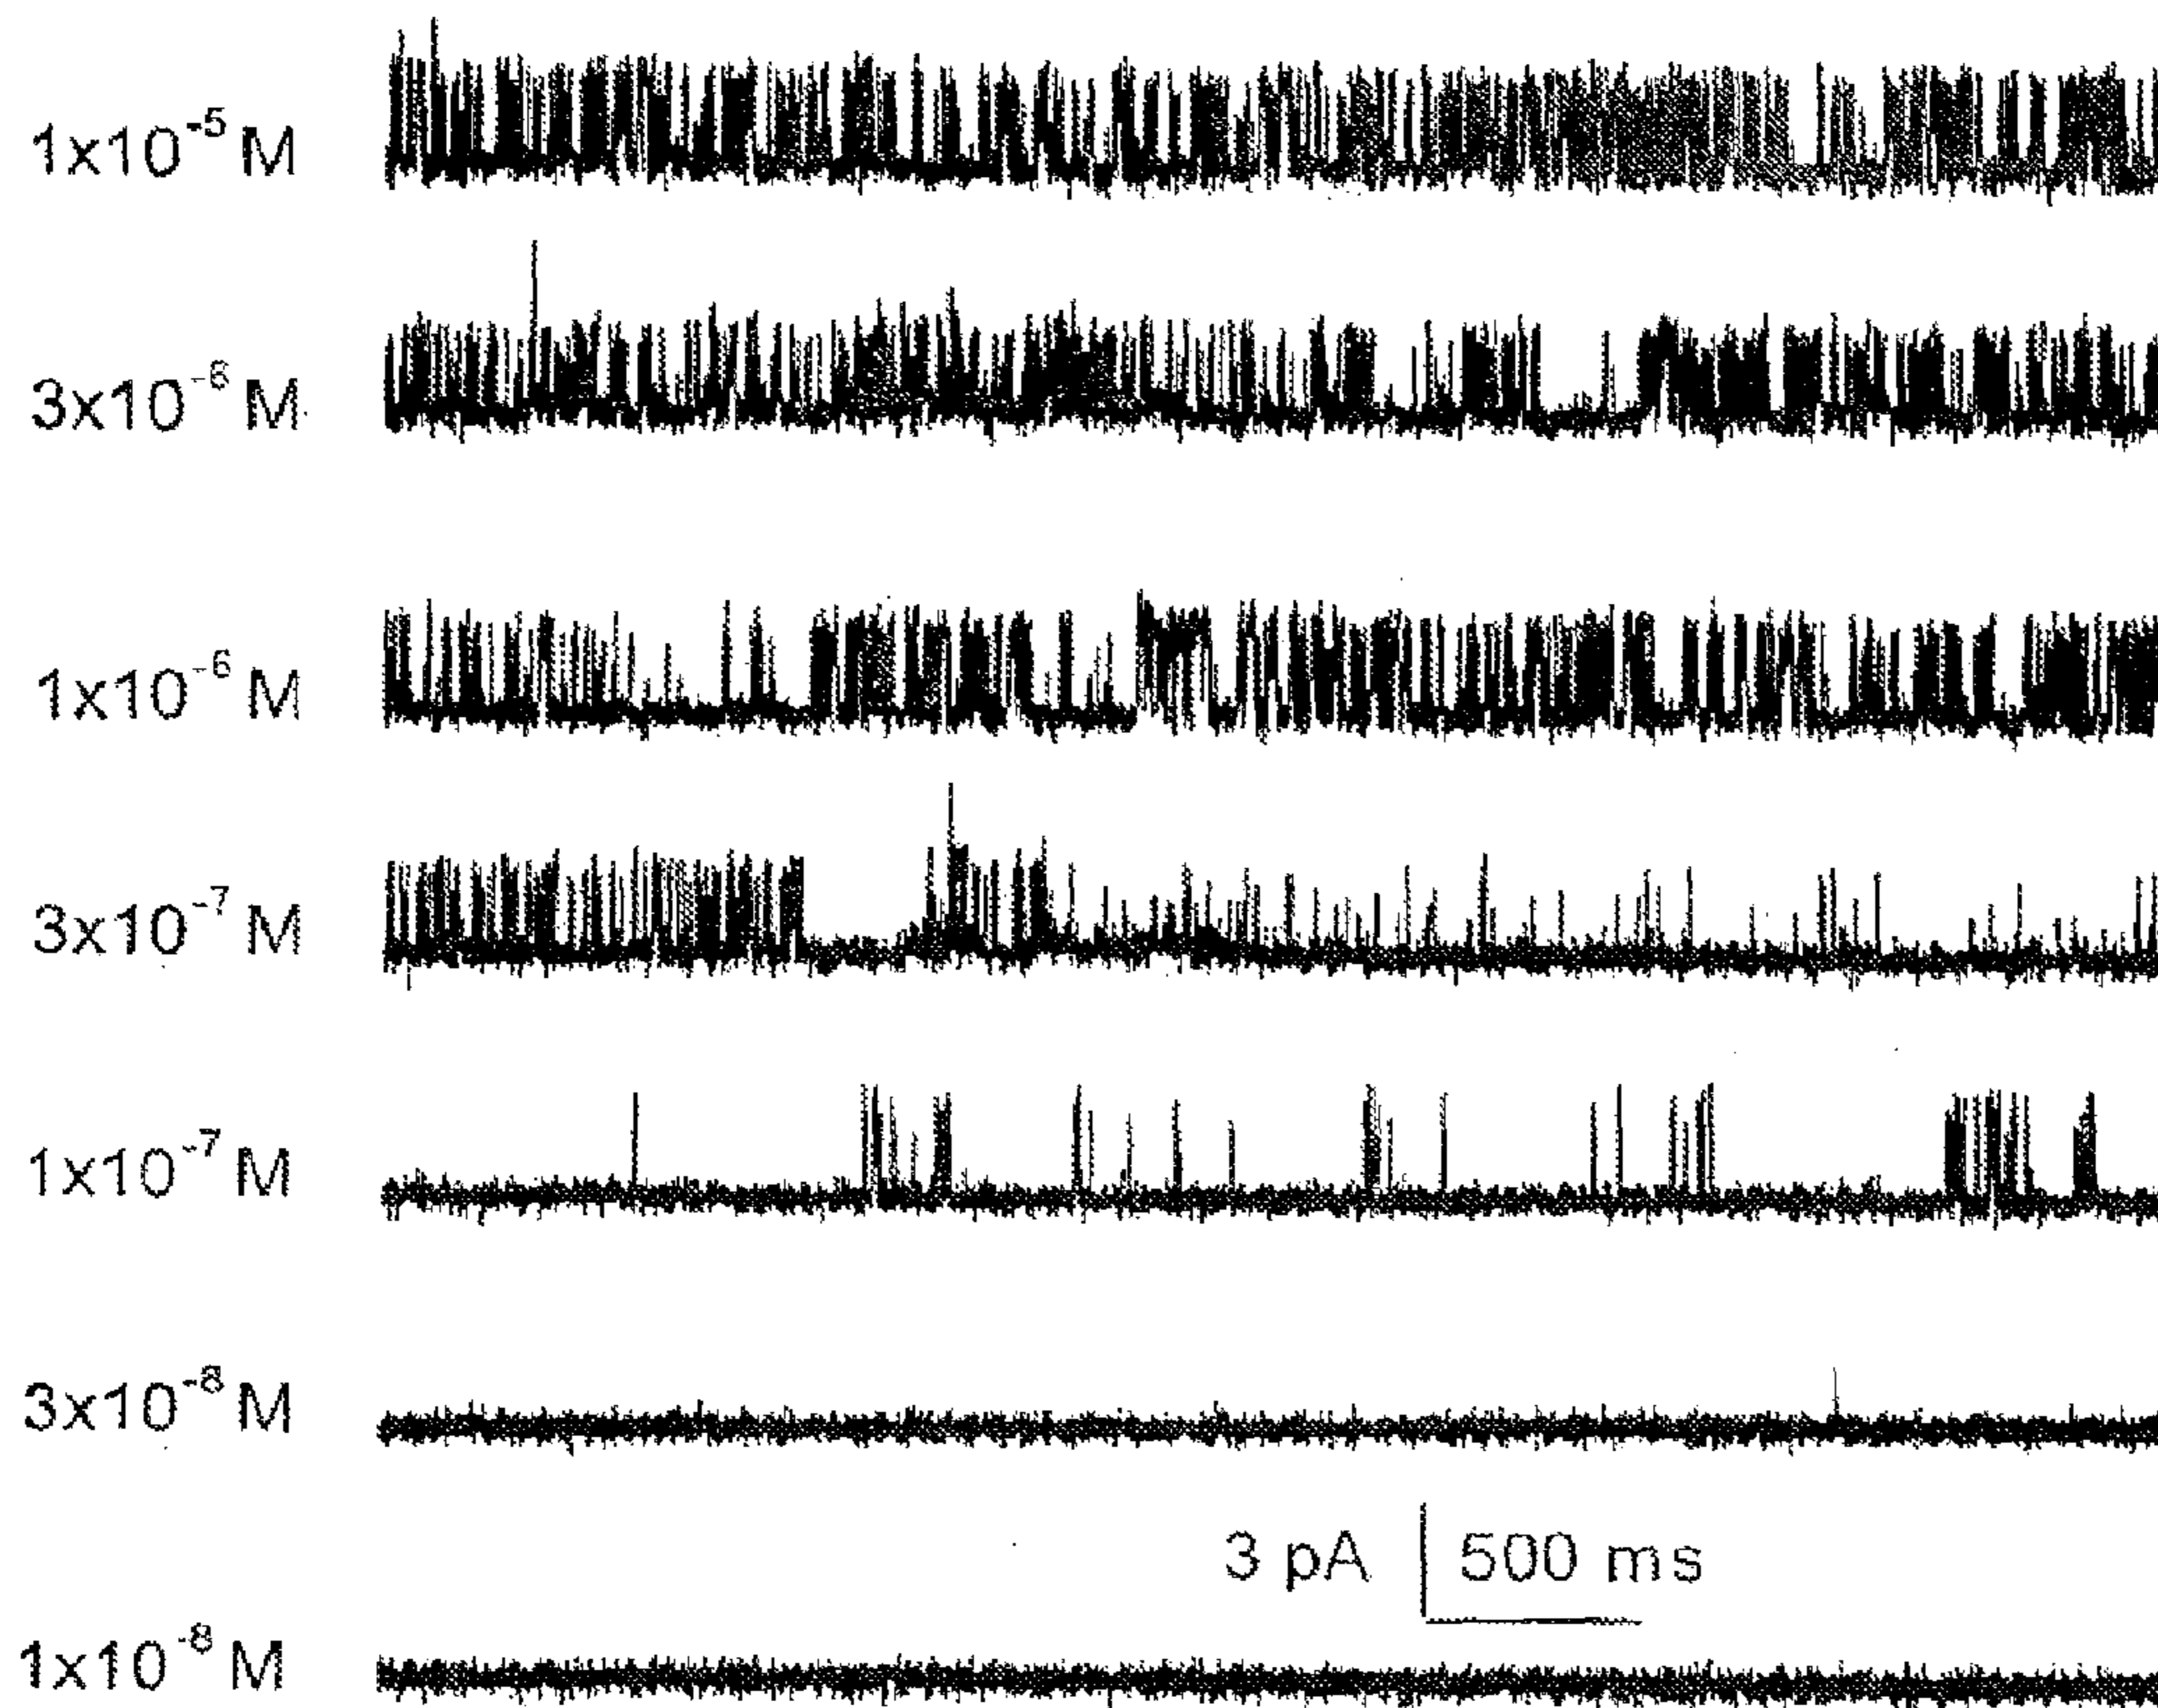 1x10⁻⁵ M
3x10⁻⁶ M
1x10⁻⁶ M
3x10⁻⁷ M
1x10⁻⁷ M
3x10⁻⁸ M
3 pA 500 ms
1x10⁻⁸ M